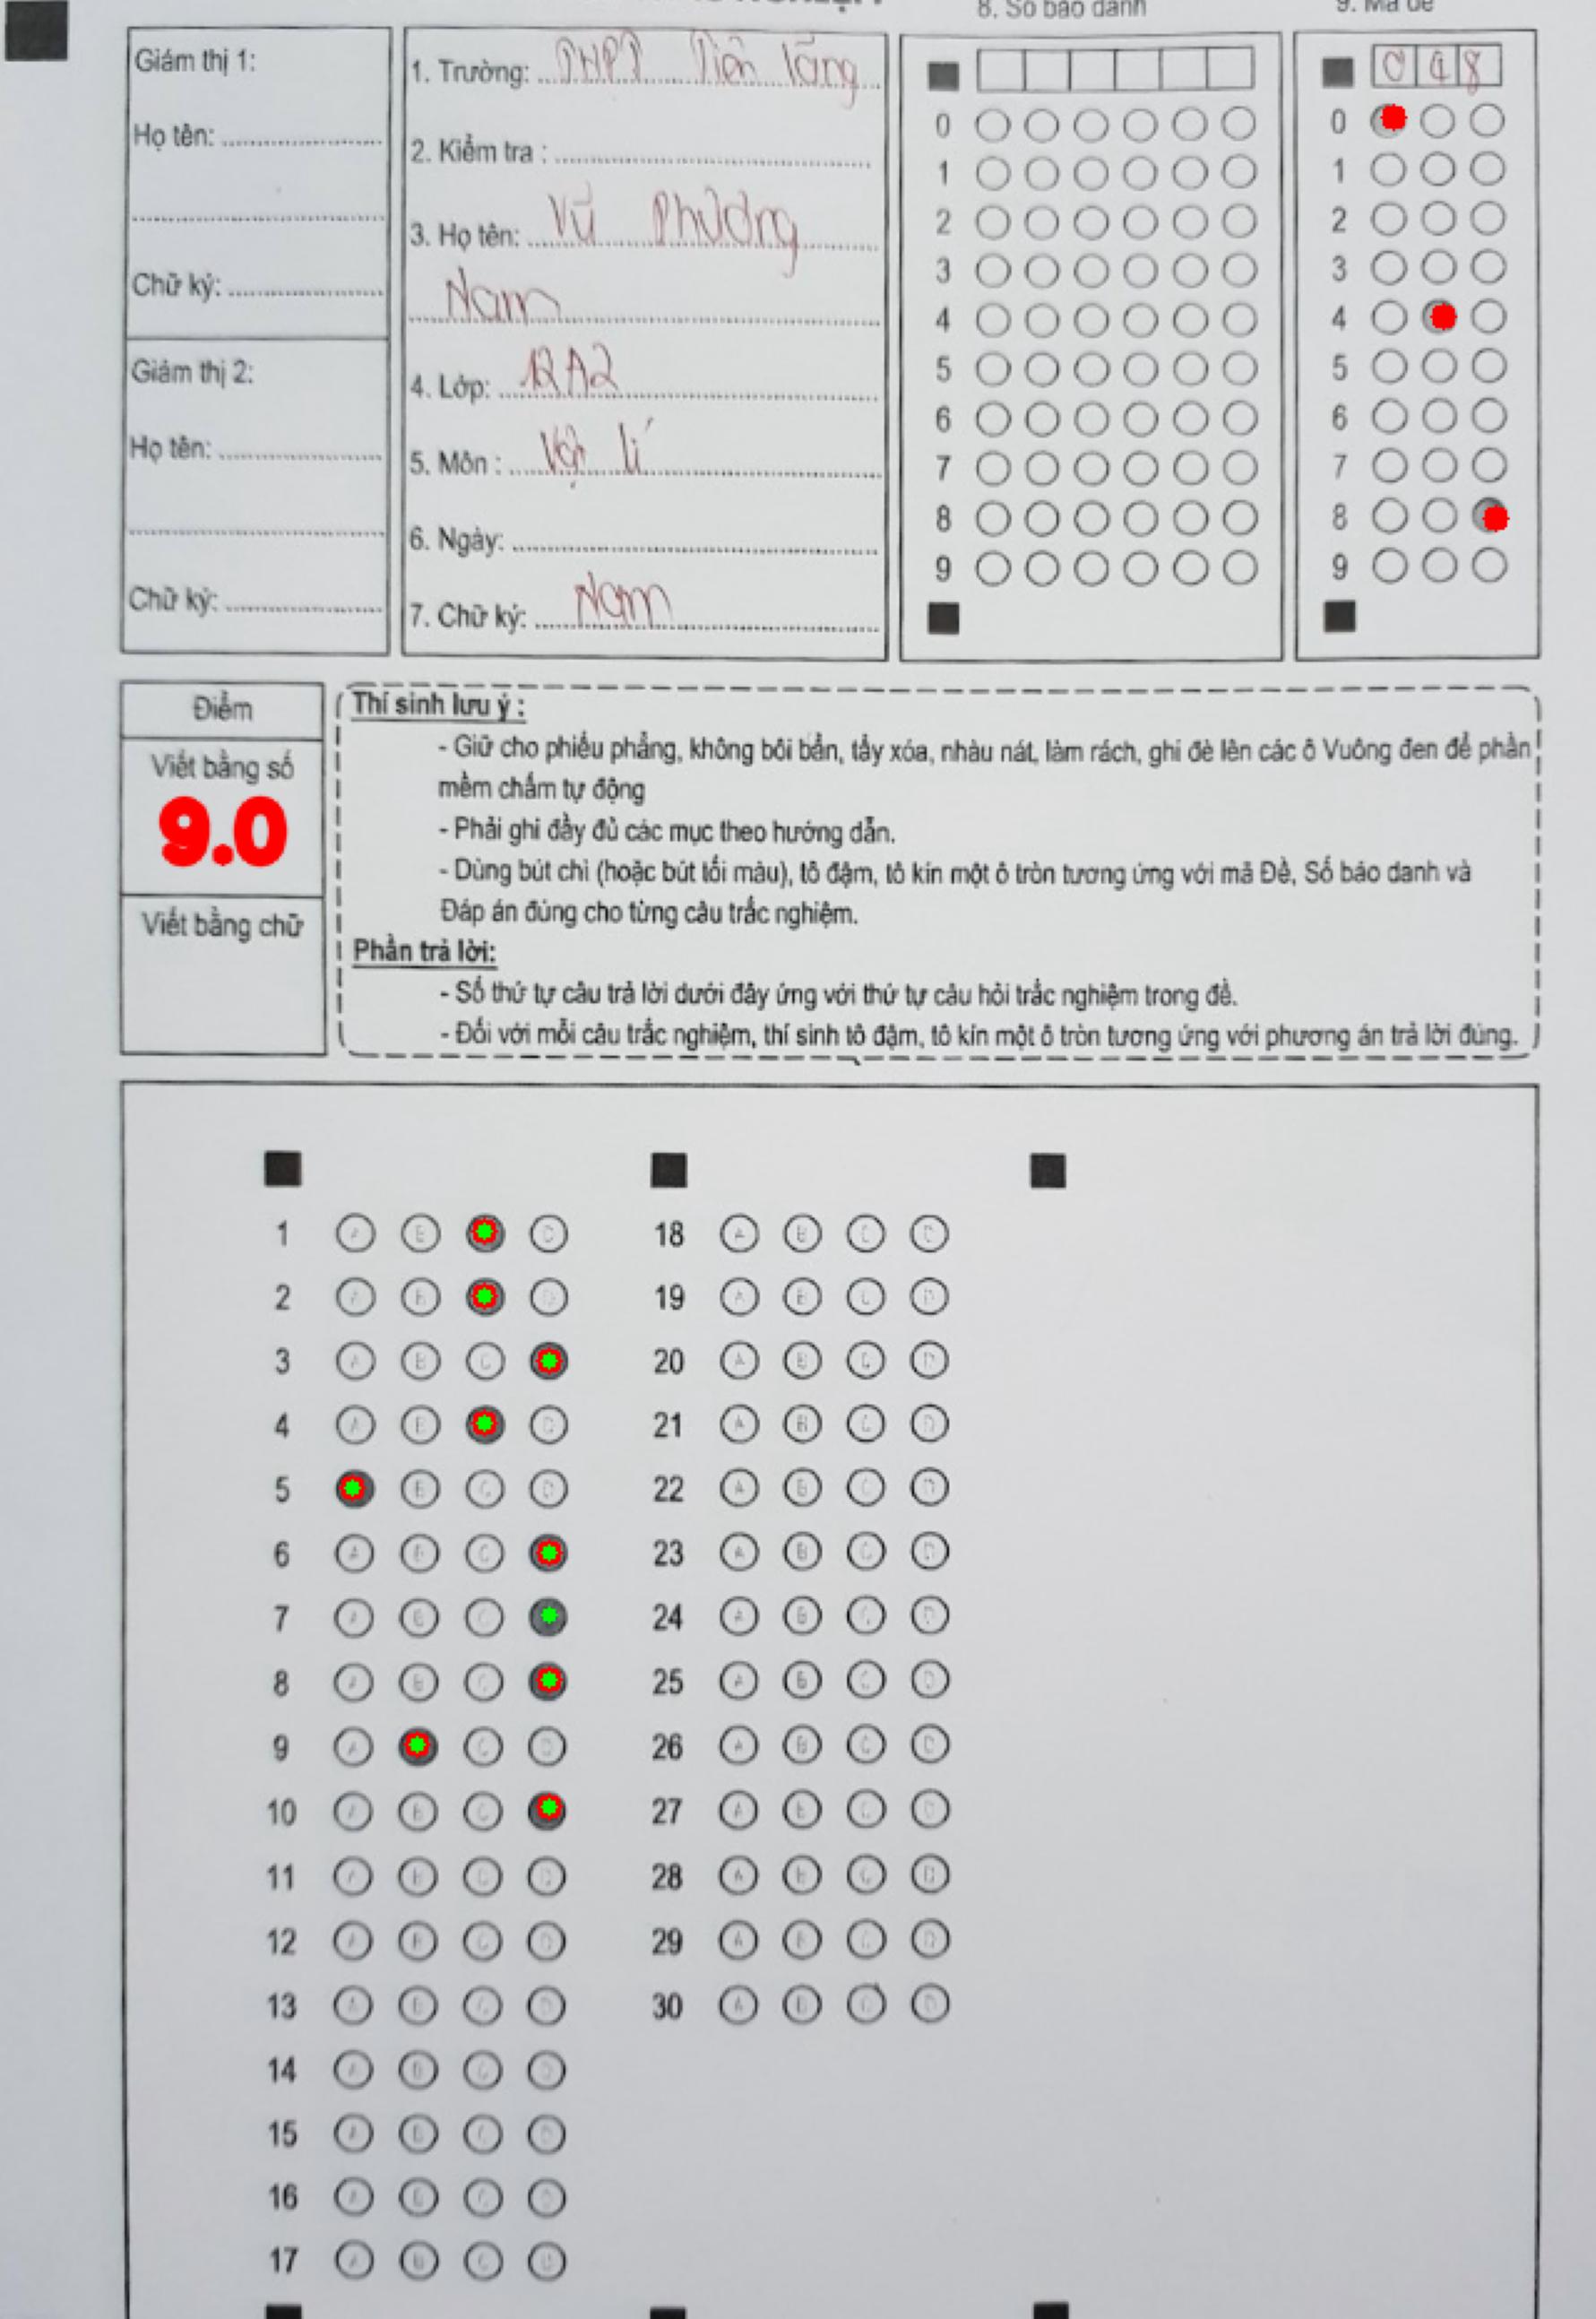 8. Số báo danh
9. Mã đề
Giám thị 1:
Họ tên:
Chữ ký:
Giám thị 2:
Họ tên:
Chữ ký:
1. Trường: THPT Tiên Lãng
2. Kiểm tra :
3. Họ tên: Vũ Phương
Nam
4. Lớp: 12A2
5. Môn : Vật lí
6. Ngày:
7. Chữ ký: Nam
0
1
2
3
4
5
6
7
8
9
0 4 8
0
1
2
3
4
5
6
7
8
9
Điểm
Viết bằng số
9.0
Viết bằng chữ
Thí sinh lưu ý :
- Giữ cho phiếu phẳng, không bôi bẩn, tẩy xóa, nhàu nát, làm rách, ghi đè lên các ô Vuông đen để phần
mềm chấm tự động
- Phải ghi đầy đủ các mục theo hướng dẫn.
- Dùng bút chì (hoặc bút tối màu), tô đậm, tô kín một ô tròn tương ứng với mã Đề, Số báo danh và
Đáp án đúng cho từng câu trắc nghiệm.
Phần trả lời:
- Số thứ tự câu trả lời dưới đây ứng với thứ tự câu hỏi trắc nghiệm trong đề.
- Đối với mỗi câu trắc nghiệm, thí sinh tô đậm, tô kín một ô tròn tương ứng với phương án trả lời đúng.
1 A B D
2 A B D
3 A B C
4 A B D
5 B C D
6 A B C
7 A B C
8 A B C
9 A C D
10 A B C
11 A B C D
12 A B C D
13 A B C D
14 A B C D
15 A B C D
16 A B C D
17 A B C D
18 A B C D
19 A B C D
20 A B C D
21 A B C D
22 A B C D
23 A B C D
24 A B C D
25 A B C D
26 A B C D
27 A B C D
28 A B C D
29 A B C D
30 A B C D